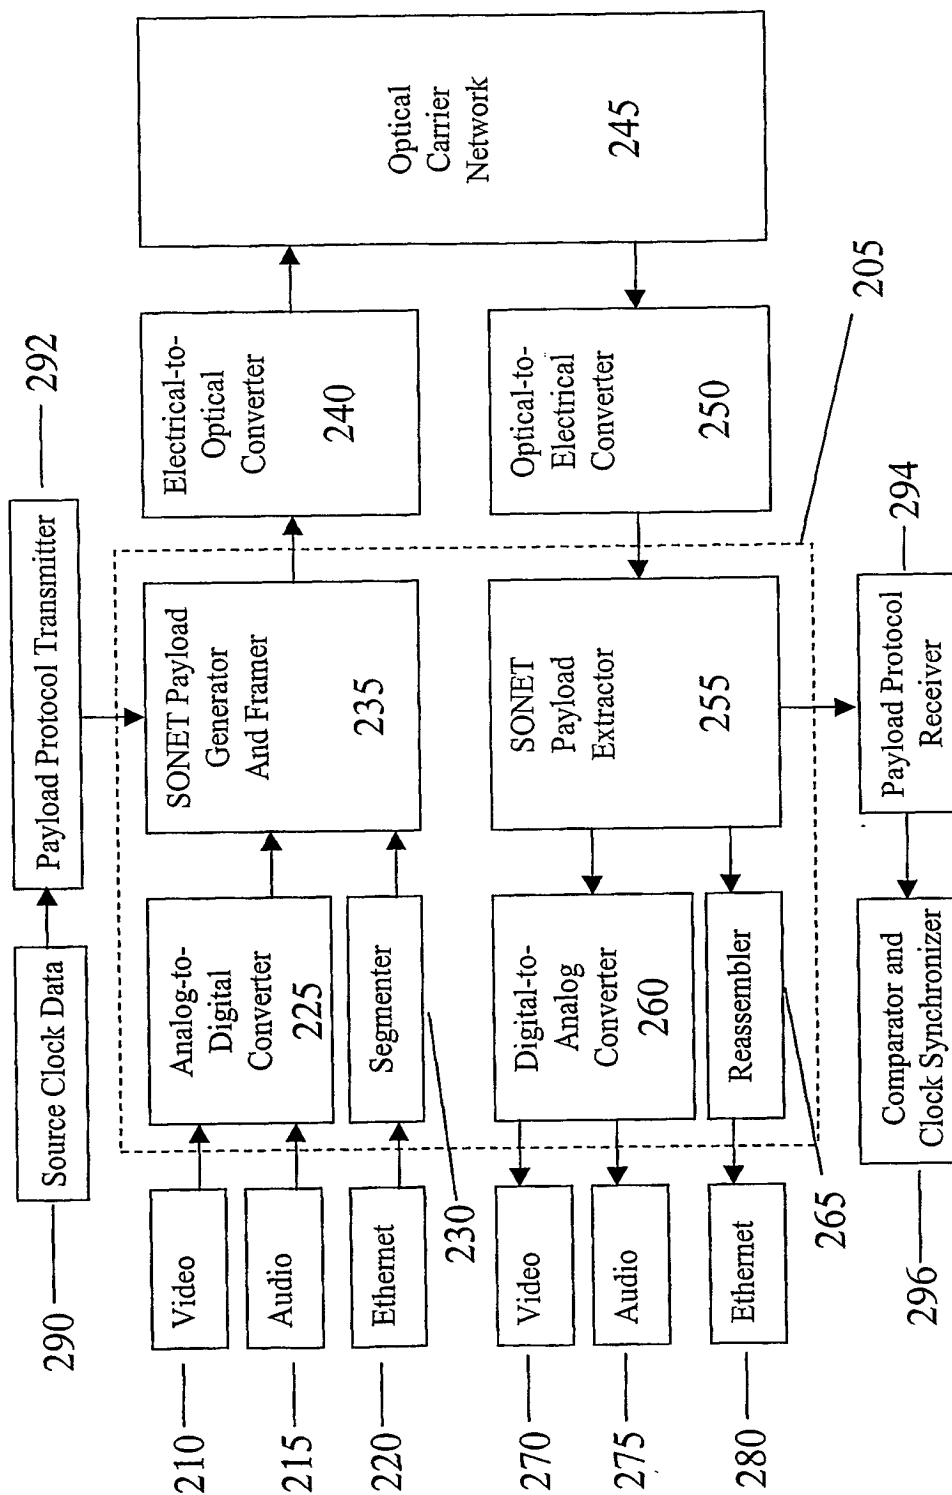 290
Source Clock Data
Payload Protocol Transmitter
292
210
Video
215
Audio
220
Ethernet
Analog-to-
Digital
Converter
225
Segmenter
230
SONET Payload
Generator
And Framer
235
Electrical-to-
Optical
Converter
240
Optical
Carrier
Network
245
270
Video
275
Audio
280
Ethernet
Digital-to-
Analog
Converter
260
Reassembler
265
SONET
Payload
Extractor
255
Optical-to-
Electrical
Converter
250
205
296
Comparator and
Clock Synchronizer
Payload Protocol
Receiver
294